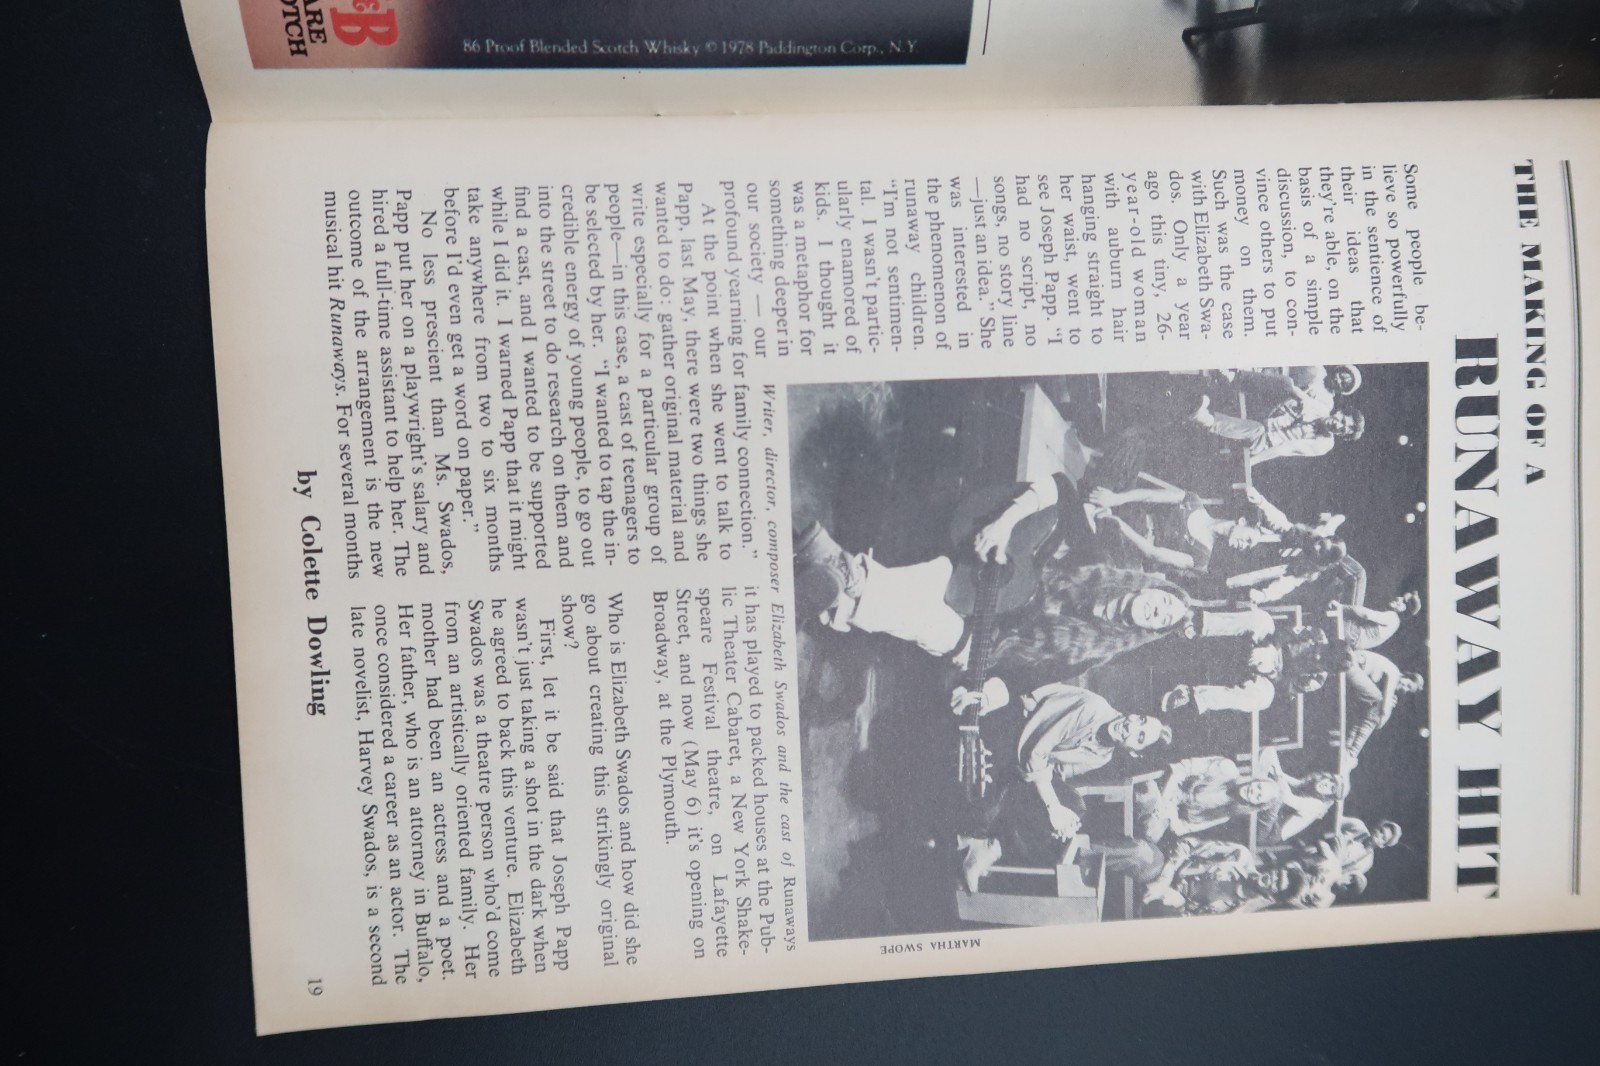 THE MAKING OF A
RUNAWAY HIT
Some people be-
lieve so powerfully
in the sentience of
their ideas that
they're able, on the
basis of a simple
discussion, to con-
vince others to put
money on them.
Such was the case
with Elizabeth Swa-
dos. Only a year
ago this tiny, 26-
year-old woman
with auburn hair
hanging straight to
her waist, went to
see Joseph Papp. “I
had no script, no
songs, no story line
—just an idea.” She
was interested in
the phenomenon of
runaway children.
“I'm not sentimen-
tal. I wasn't partic-
ularly enamored of
kids. I thought it
was a metaphor for
something deeper in
our society — our
profound yearning for family connection.”
At the point when she went to talk to
Papp, last May, there were two things she
wanted to do: gather original material and
write especially for a particular group of
people—in this case, a cast of teenagers to
be selected by her. “I wanted to tap the in-
credible energy of young people, to go out
into the street to do research on them and
find a cast, and I wanted to be supported
while I did it. I warned Papp that it might
take anywhere from two to six months
before I'd even get a word on paper.”
No less prescient than Ms. Swados,
Papp put her on a playwright's salary and
hired a full-time assistant to help her. The
outcome of the arrangement is the new
musical hit Runaways. For several months
MARTHA SWOPE
Writer, director, composer Elizabeth Swados and the cast of Runaways
it has played to packed houses at the Pub-
lic Theater Cabaret, a New York Shake-
speare Festival theatre, on Lafayette
Street, and now (May 6) it's opening on
Broadway, at the Plymouth.
Who is Elizabeth Swados and how did she
go about creating this strikingly original
show?
First, let it be said that Joseph Papp
wasn't just taking a shot in the dark when
he agreed to back this venture. Elizabeth
Swados was a theatre person who'd come
from an artistically oriented family. Her
mother had been an actress and a poet.
Her father, who is an attorney in Buffalo,
once considered a career as an actor. The
late novelist, Harvey Swados, is a second
by Colette Dowling
19
86 Proof Blended Scotch Whisky © 1978 Paddington Corp., N.Y.